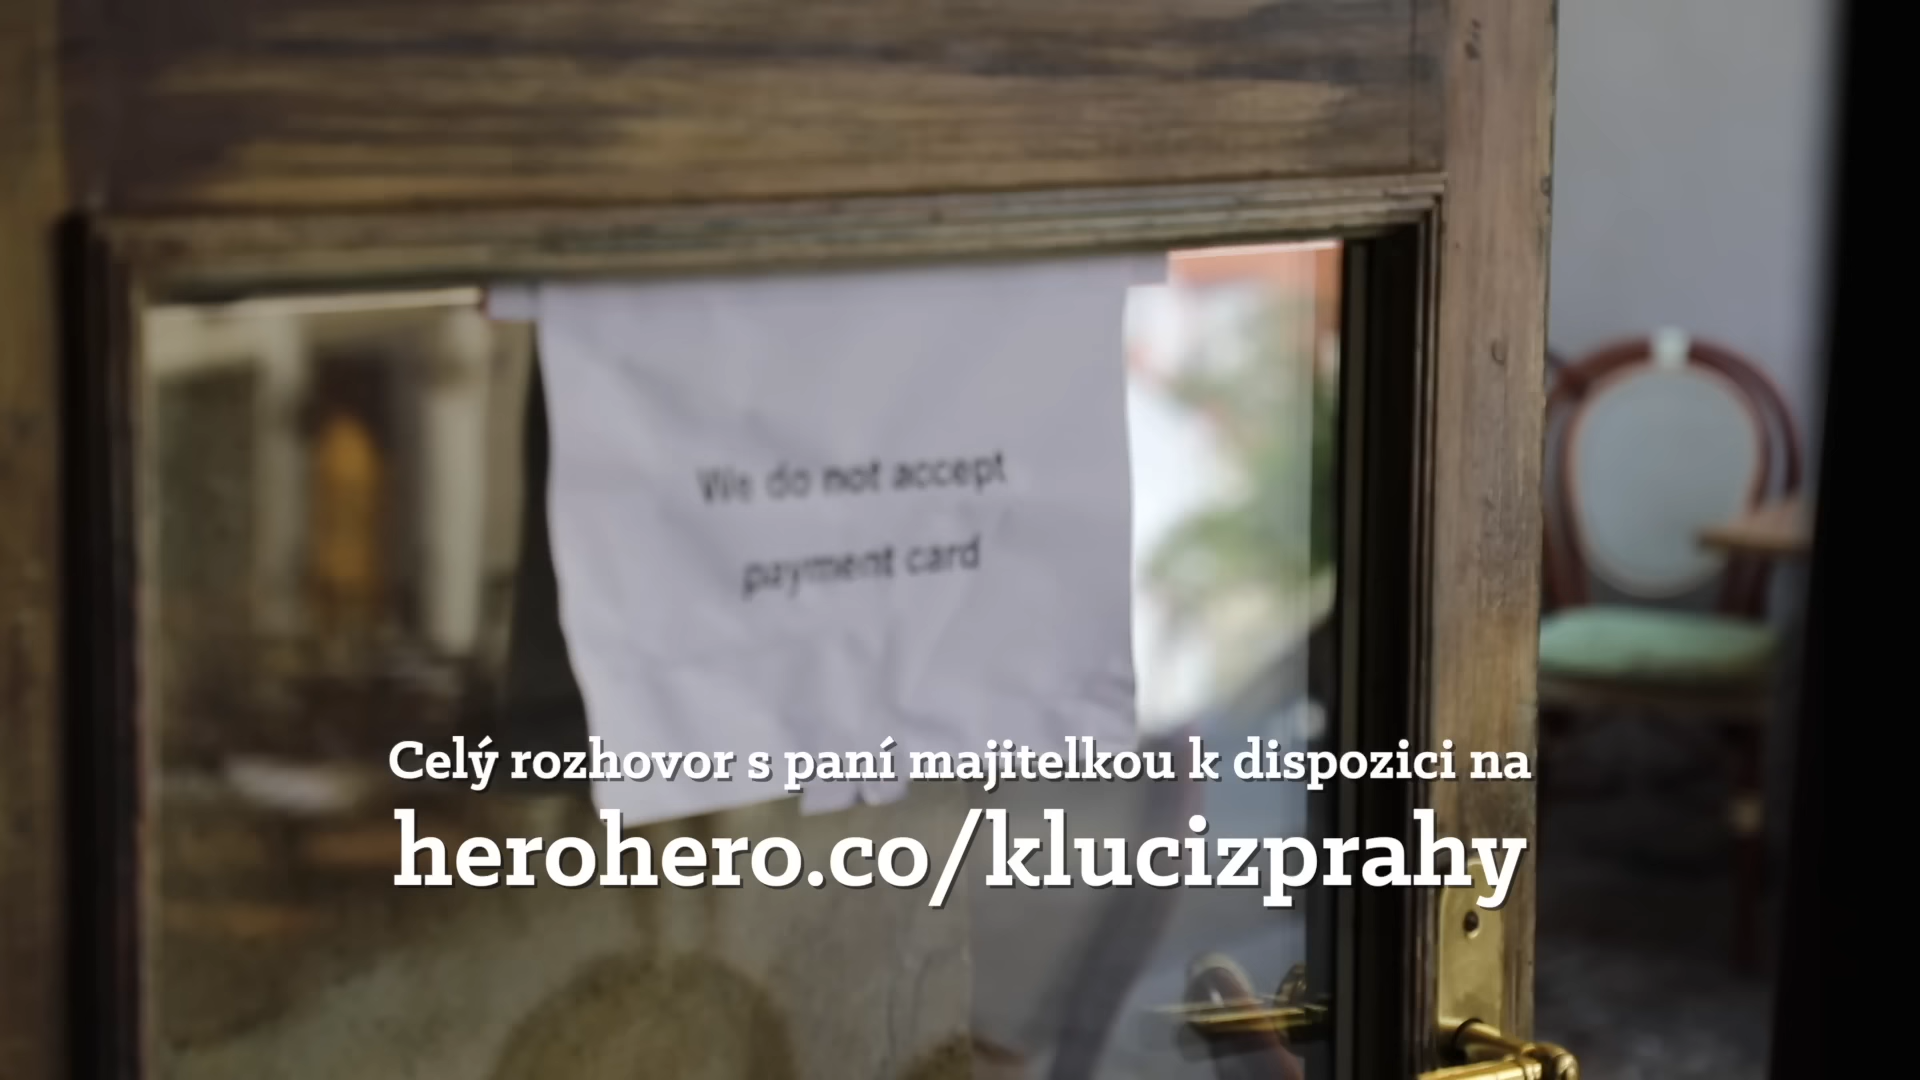 We do not accept
payment card
Celý rozhovor s paní majitelkou k dispozici na
herohero.co/klucizprahy